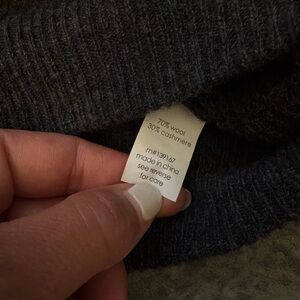 70% wool
30% cashmere
rn#139167
made in china
see reverse
for care